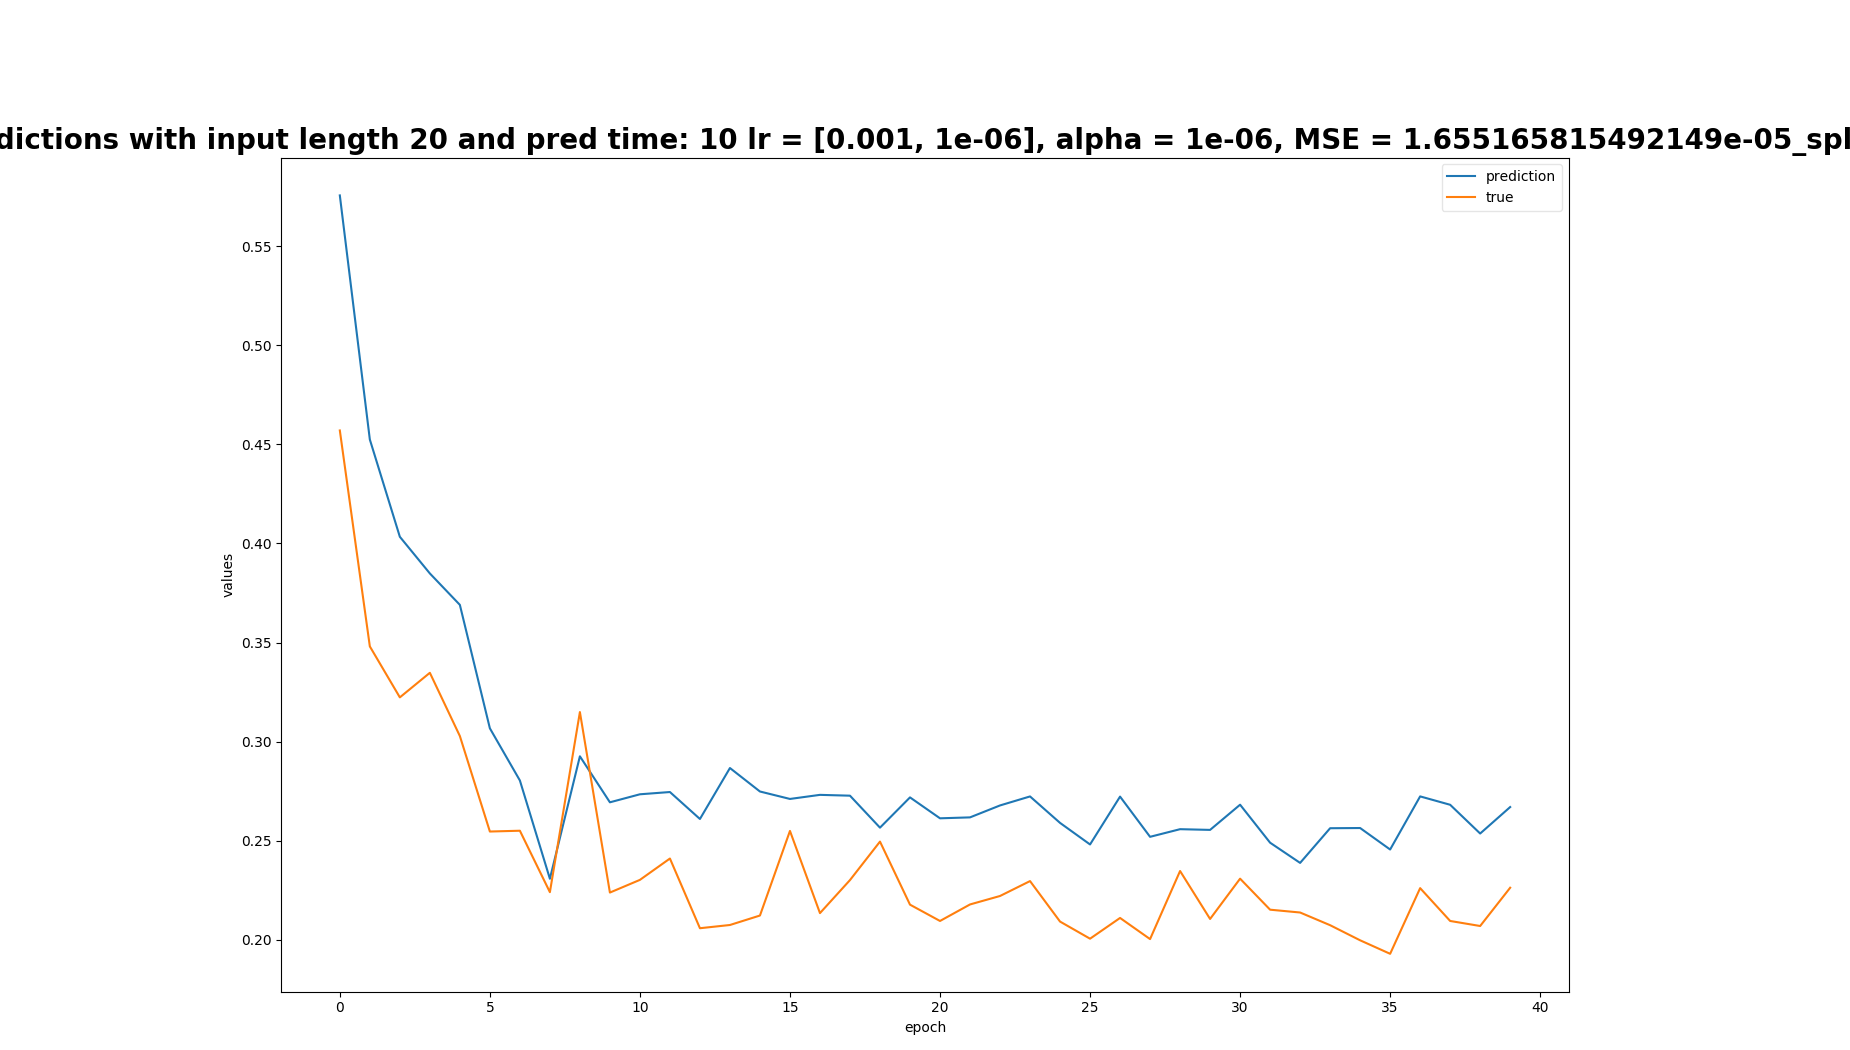 dictions with input length 20 and pred time: 10 lr = [0.001, 1e-06], alpha = 1e-06, MSE = 1.655165815492149e-05_spl
prediction
true
0.55
0.50
0.45
0.40
0.35
0.30
0.25
0.20
values
0 5 10 15 20 25 30 35 40
epoch